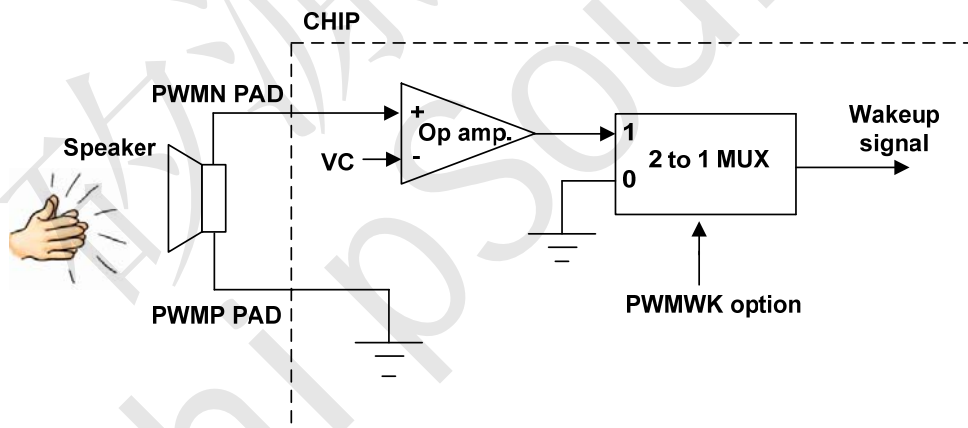 CHIP
PWMN PAD
Speaker
VC
+
Op amp.
-
1
0
2 to 1 MUX
Wakeup
signal
PWMP PAD
PWMWK option